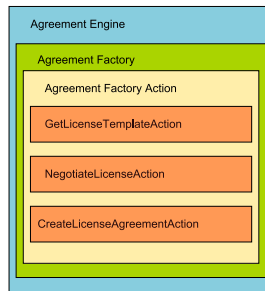 Agreement Engine
Agreement Factory
Agreement Factory Action
GetLicenseTemplateAction
NegotiateLicenseAction
CreateLicenseAgreementAction